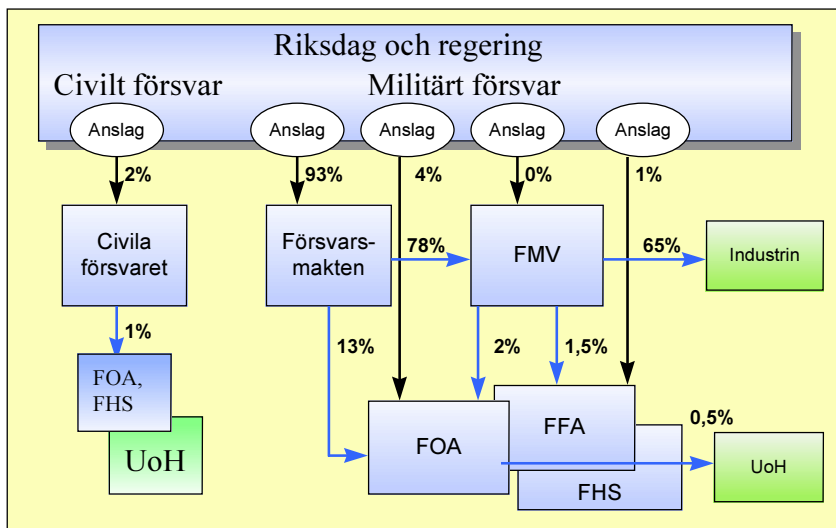 Riksdag och regering
Civilt försvar
Militärt försvar
Anslag
Anslag
Anslag
Anslag
Anslag
2%
93%
4%
0%
1%
Civila
försvaret
Försvars-
makten
78%
FMV
65%
Industrin
1%
13%
2%
1,5%
FOA,
FHS
UoH
FOA
FFA
0,5%
FHS
UoH